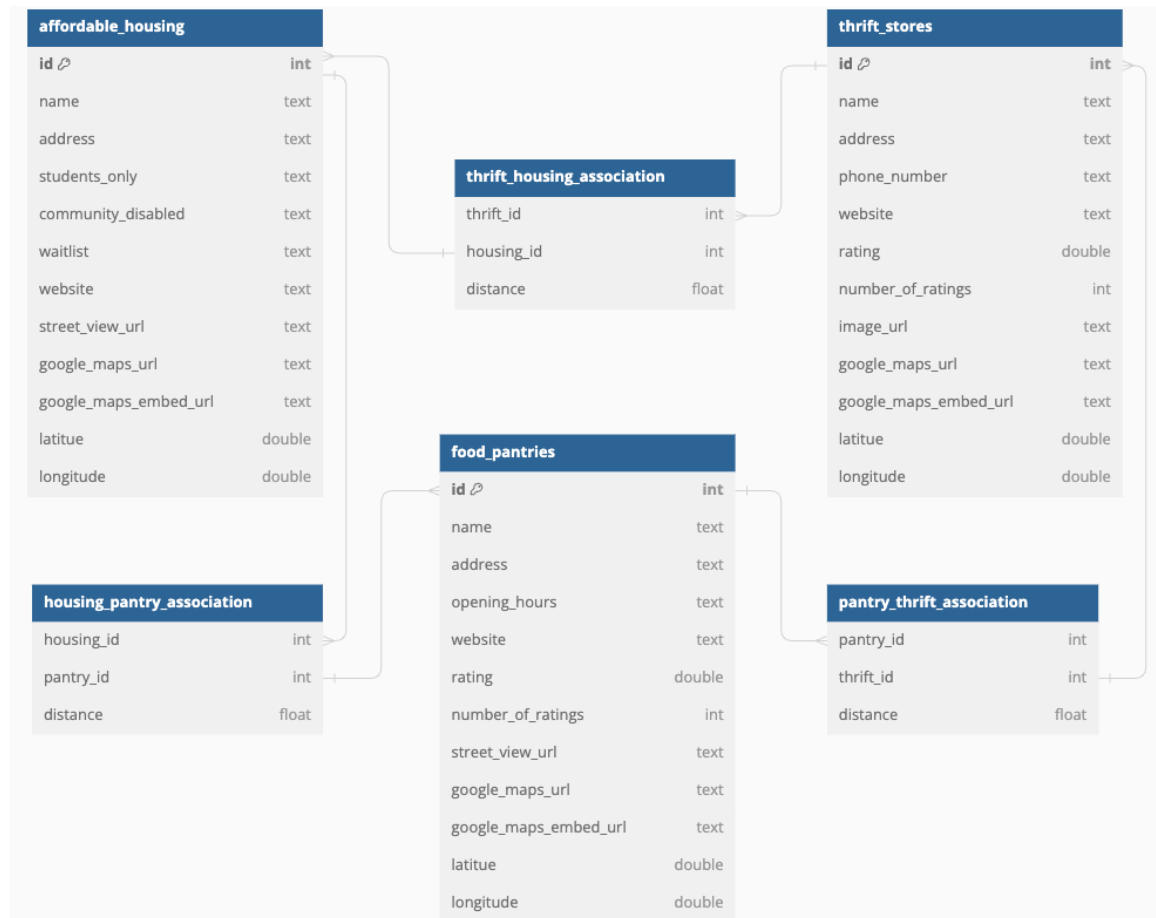 affordable_housing
id int
name text
address text
students_only text
community_disabled text
waitlist text
website text
street_view_url text
google_maps_url text
google_maps_embed_url text
latitue double
longitude double
thrift_stores
id int
name text
address text
phone_number text
website text
rating double
number_of_ratings int
image_url text
google_maps_url text
google_maps_embed_url text
latitue double
longitude double
thrift_housing_association
thrift_id int
housing_id int
distance float
food_pantries
id int
name text
address text
opening_hours text
website text
rating double
number_of_ratings int
street_view_url text
google_maps_url text
google_maps_embed_url text
latitue double
longitude double
housing_pantry_association
housing_id int
pantry_id int
distance float
pantry_thrift_association
pantry_id int
thrift_id int
distance float